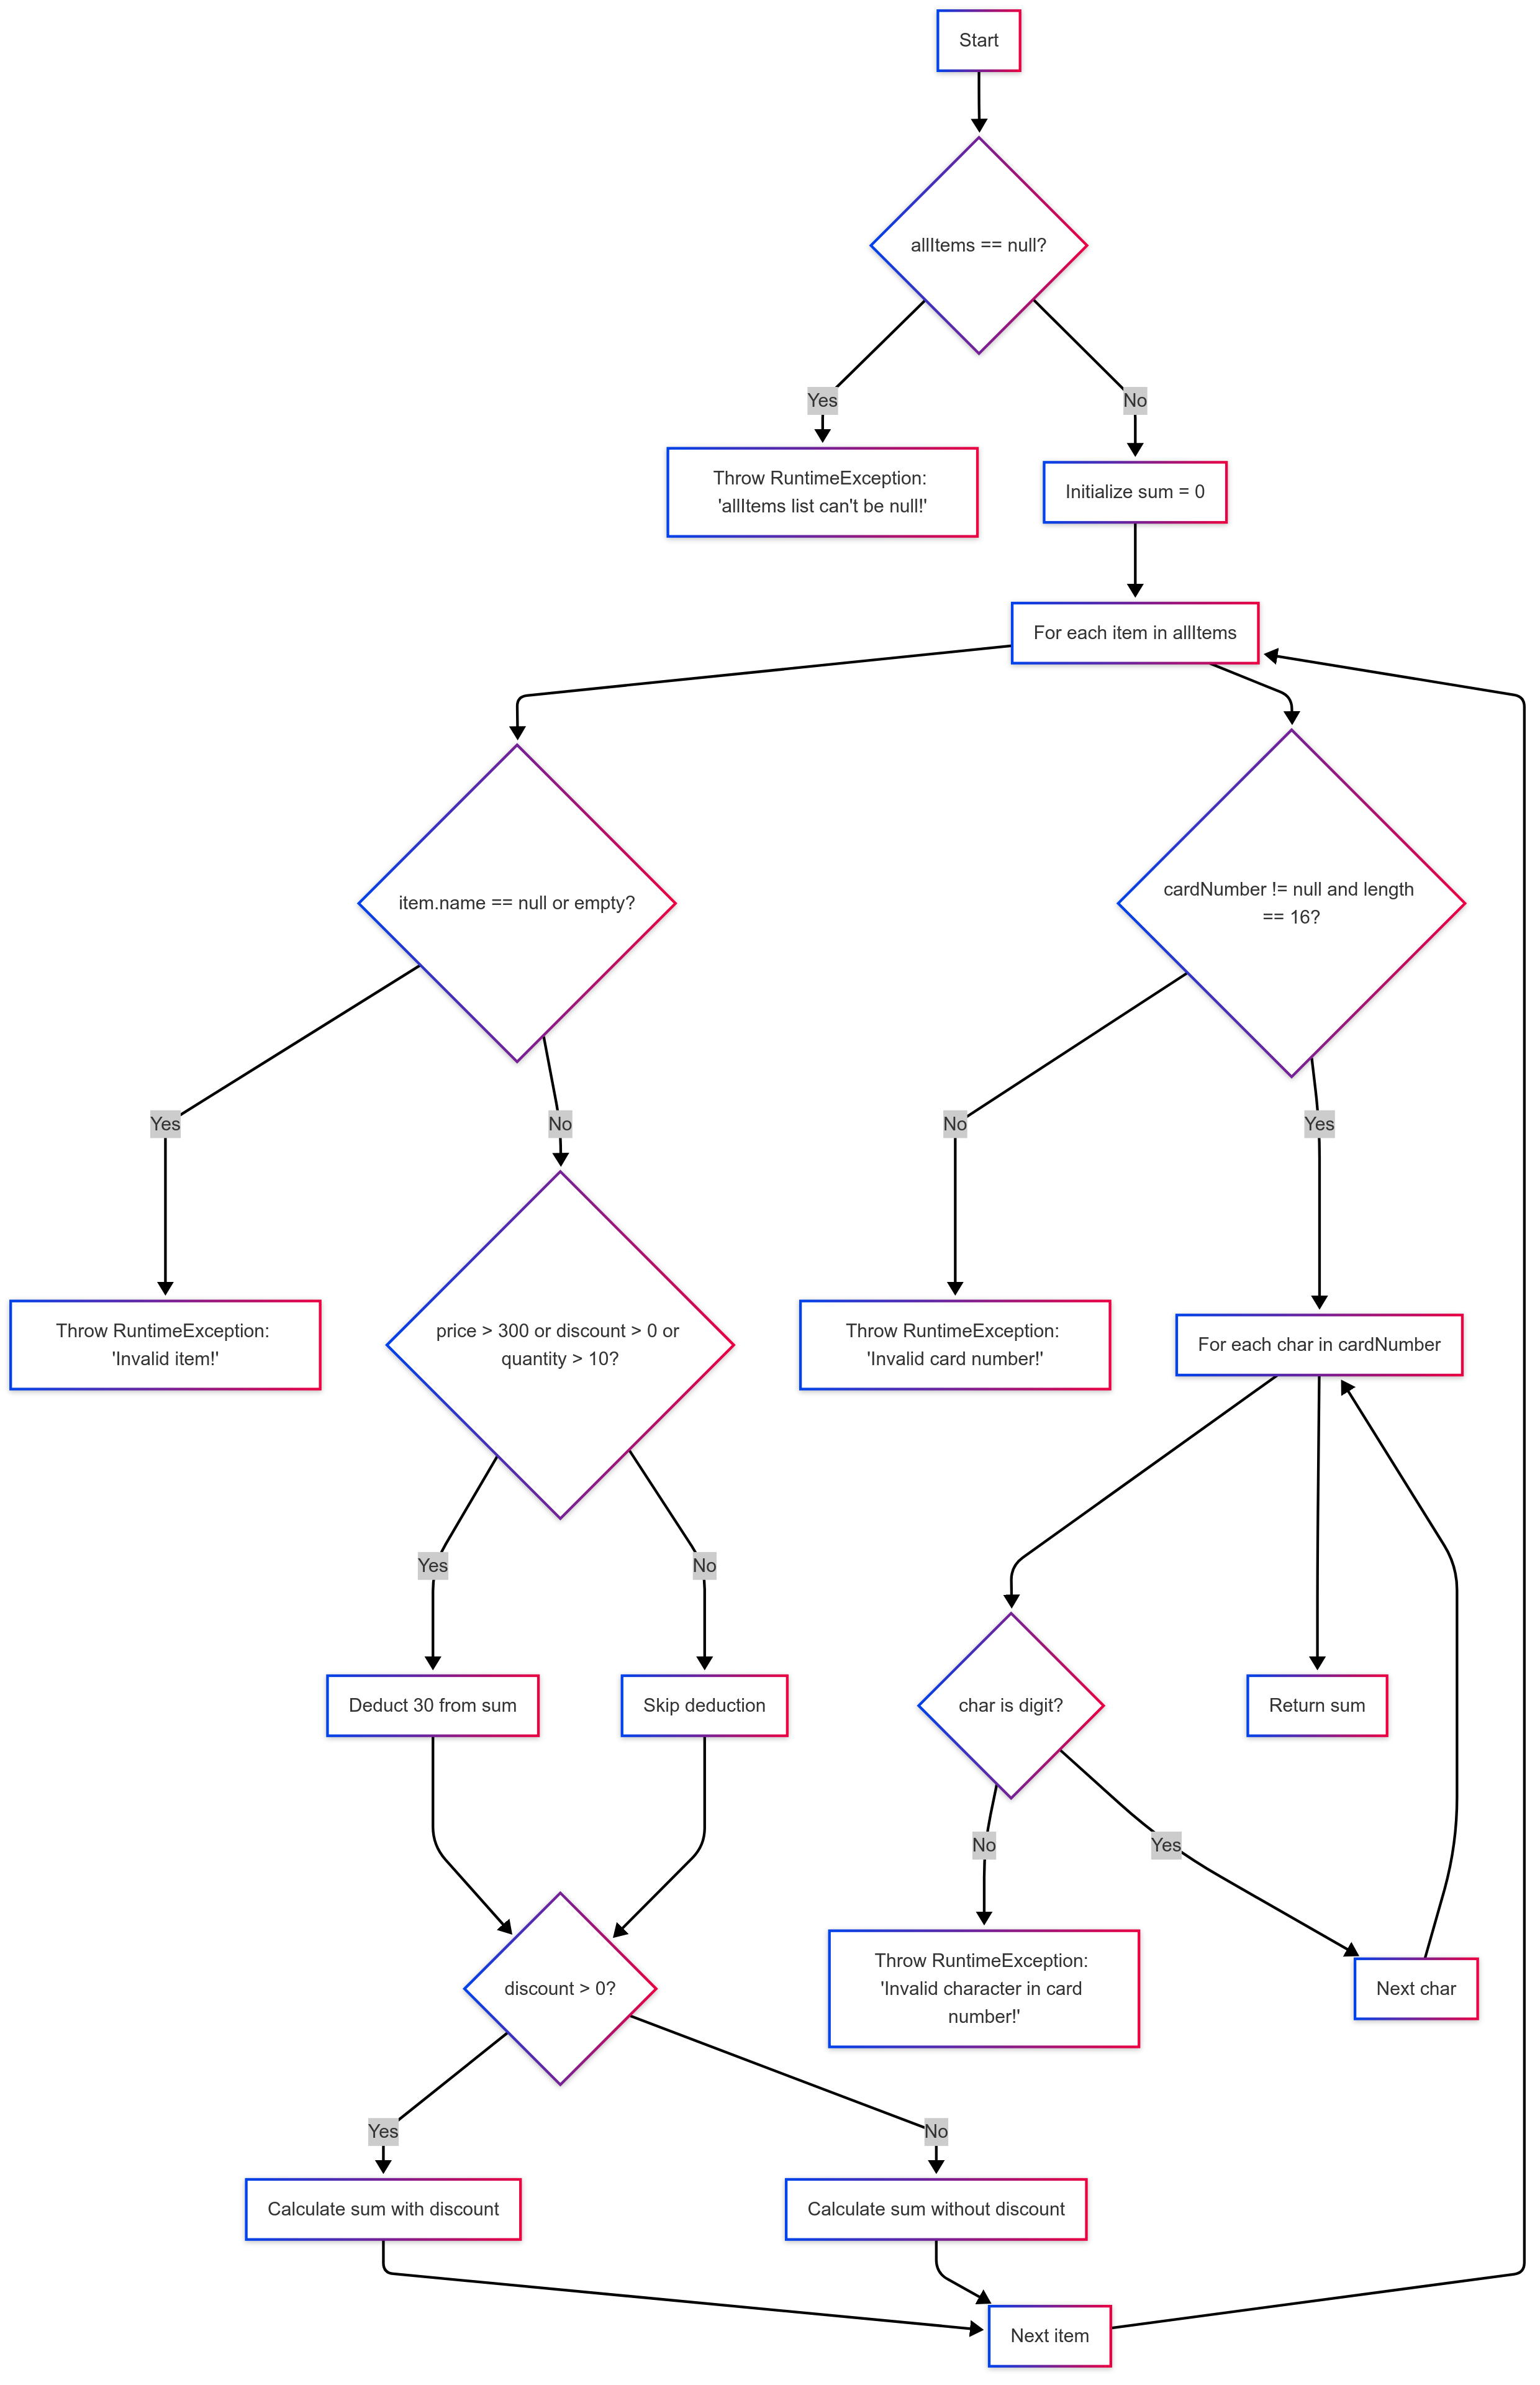 Start
allItems == null?
Yes
No
Throw RuntimeException:
'allItems list can't be null!'
Initialize sum = 0
For each item in allItems
item.name == null or empty?
cardNumber != null and length
== 16?
Yes
No
No
Yes
Throw RuntimeException:
'Invalid item!'
price > 300 or discount > 0 or
quantity > 10?
Throw RuntimeException:
'Invalid card number!'
For each char in cardNumber
Yes
No
Deduct 30 from sum
Skip deduction
char is digit?
Return sum
No
Yes
discount > 0?
Throw RuntimeException:
'Invalid character in card
number!'
Next char
Yes
No
Calculate sum with discount
Calculate sum without discount
Next item